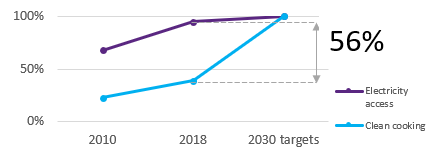 100%
56%
50%
Electricity
access
0%
Clean cooking
2010 2018 2030 targets